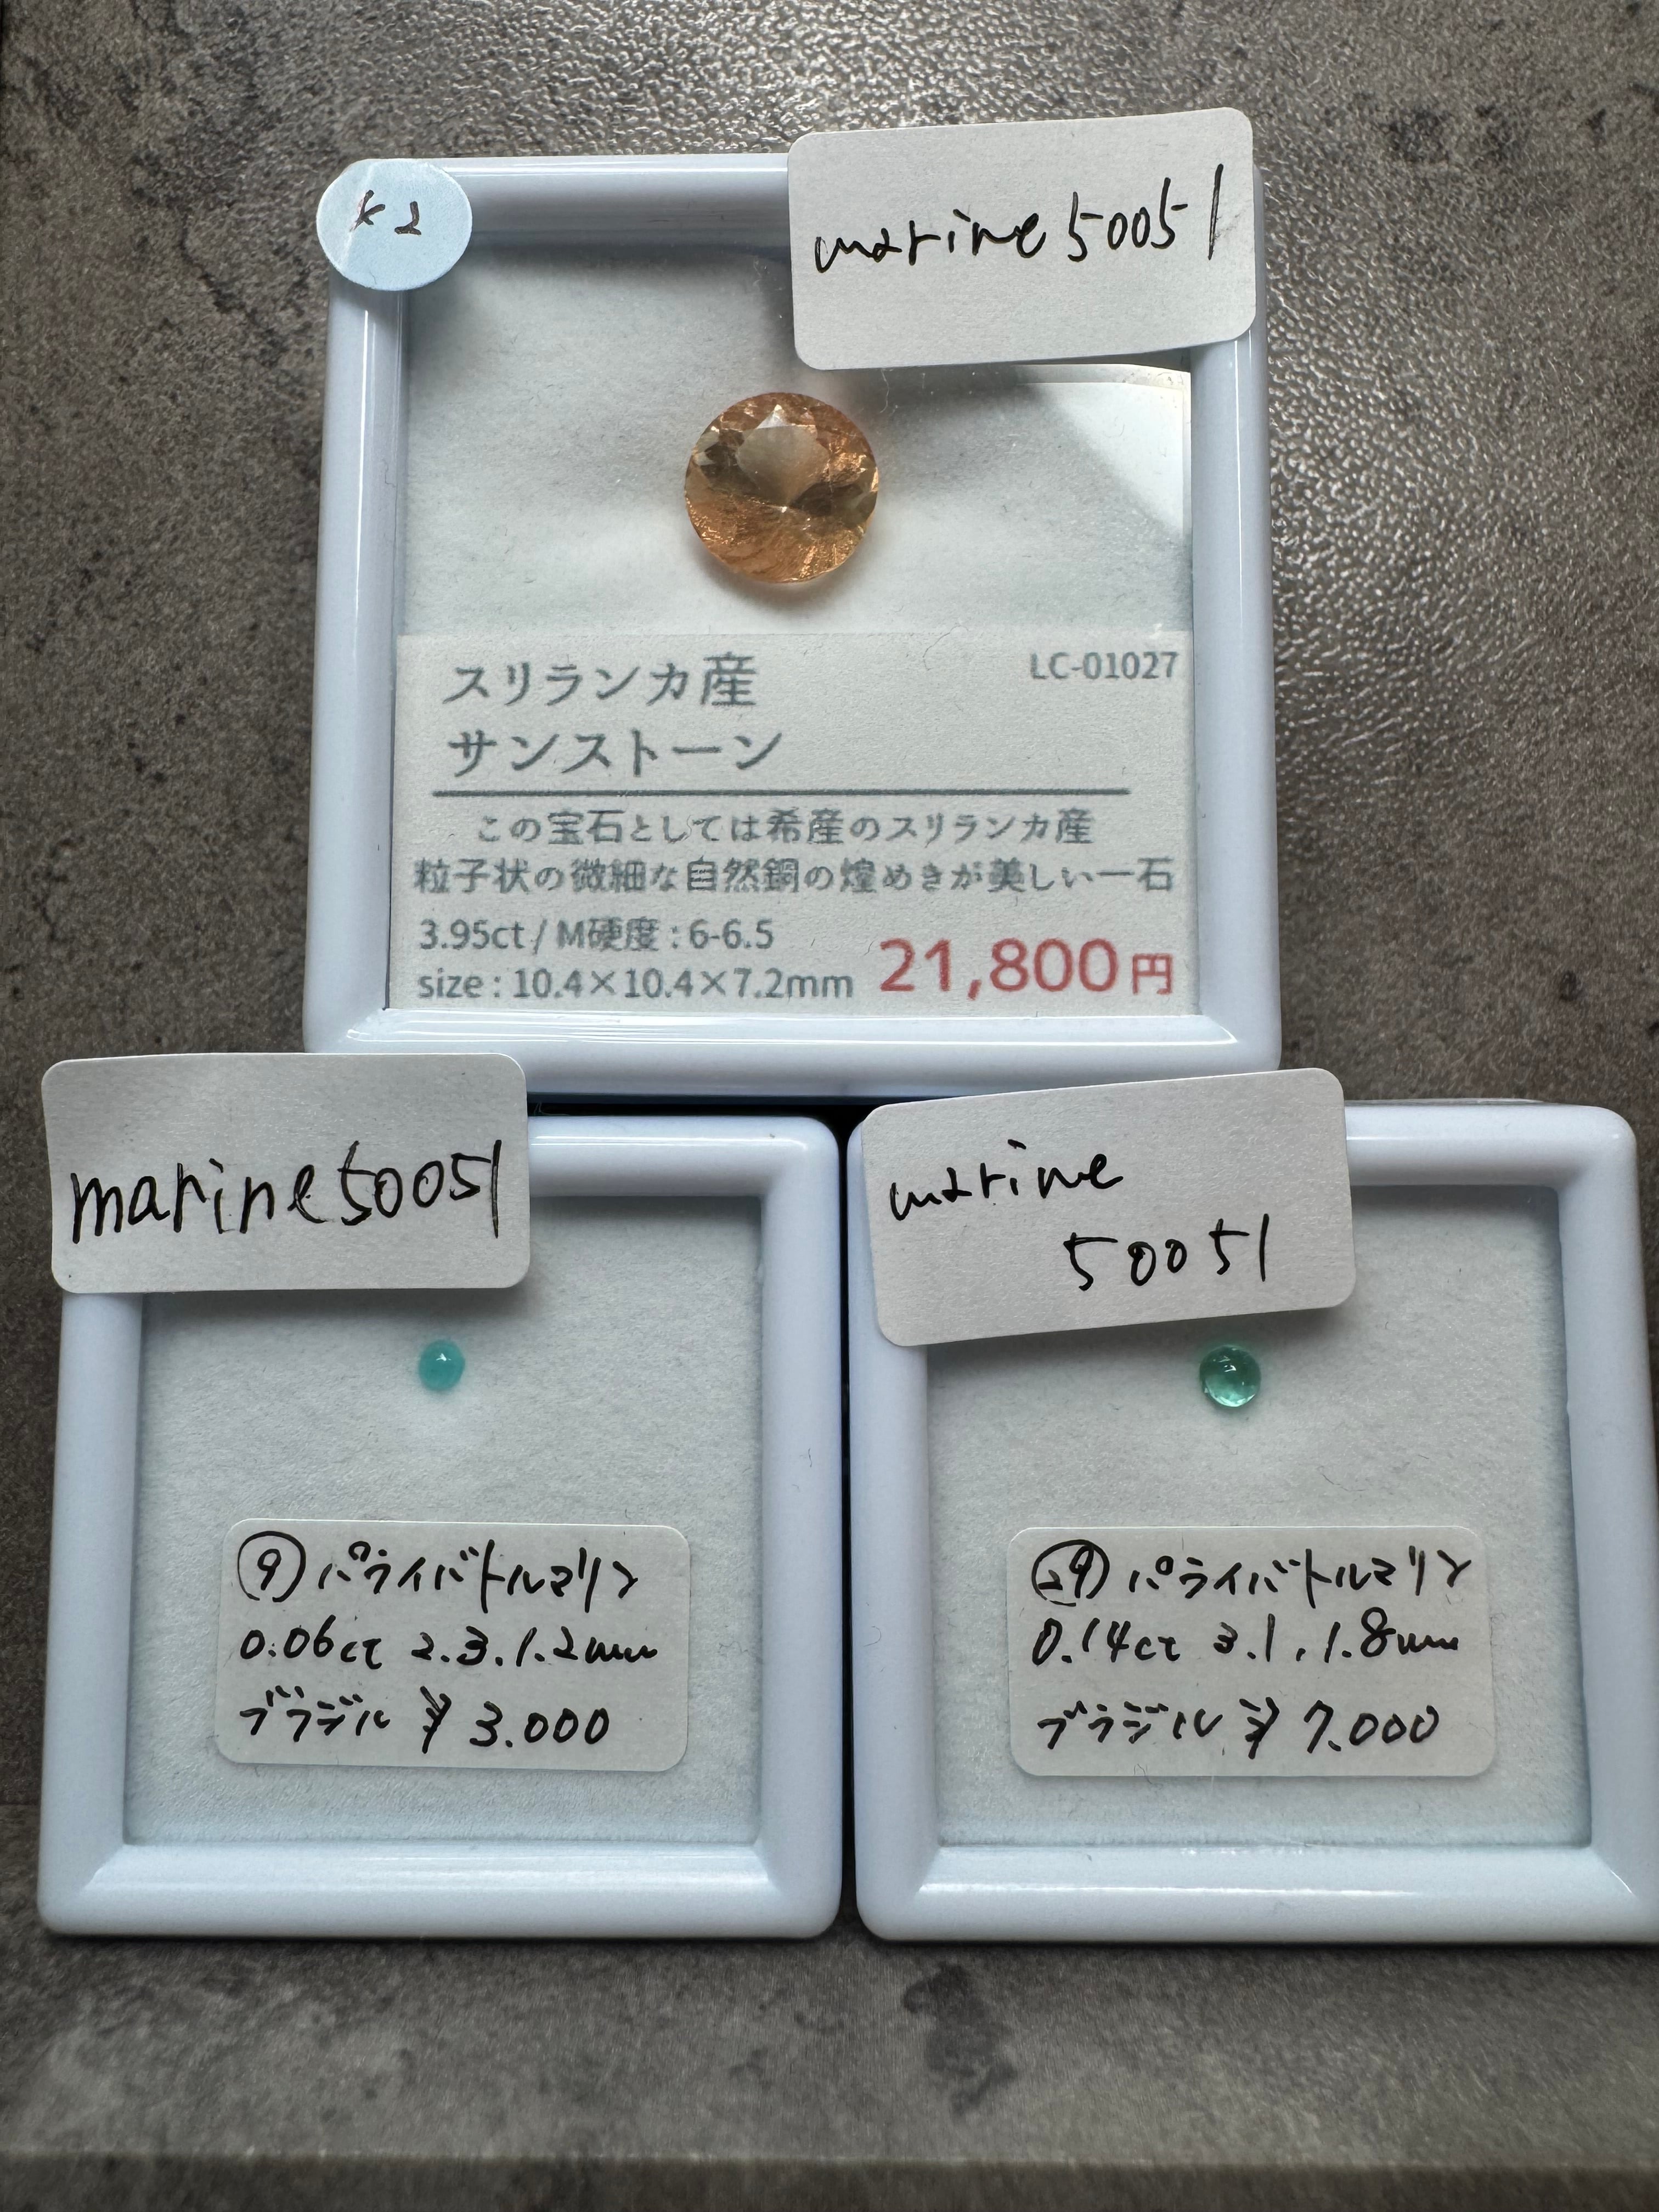 K2
marine50051
スリランカ産
LC-01027
サンストーン
この宝石としては希産のスリランカ産
粒子状の微細な自然銅の煌めきが美しい一石
3.95ct / M硬度 : 6-6.5
size : 10.4×10.4×7.2mm
21,800円
marine50051
⑨パライバトルマリン
0.06ct 2.3.1.2mm
ブラジル ¥3.000
marine
50051
㉙パライバトルマリン
0.14ct 3.1.1.8mm
ブラジル ¥7.000